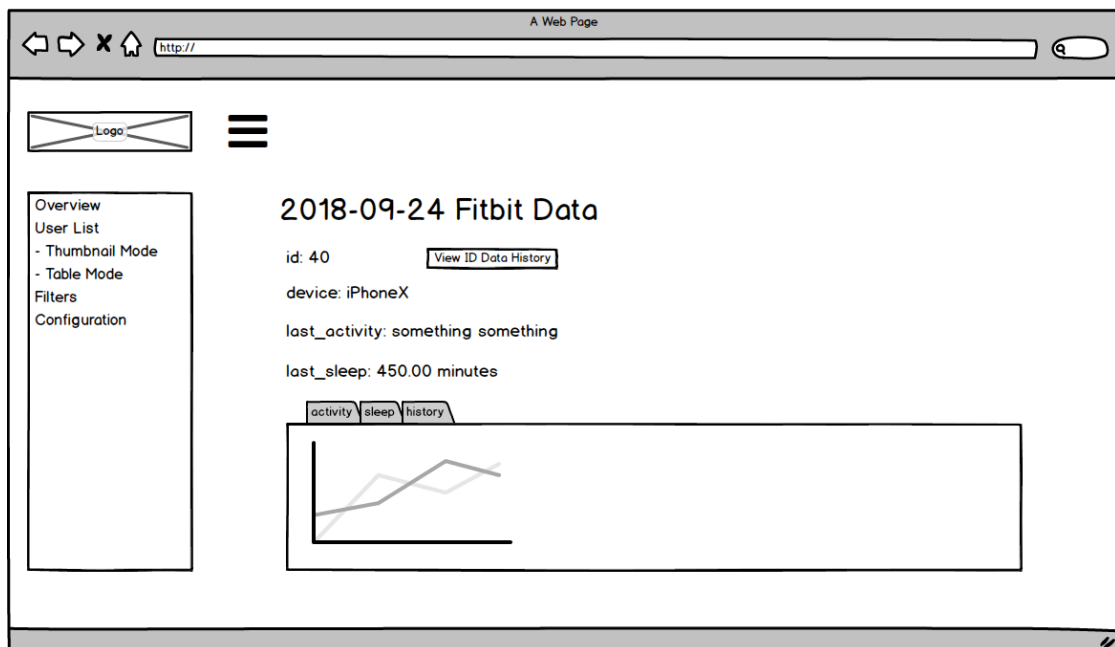 A Web Page
http://
Logo
Overview
User List
- Thumbnail Mode
- Table Mode
Filters
Configuration
2018-09-24 Fitbit Data
id: 40
View ID Data History
device: iPhoneX
last_activity: something something
last_sleep: 450.00 minutes
activity sleep history